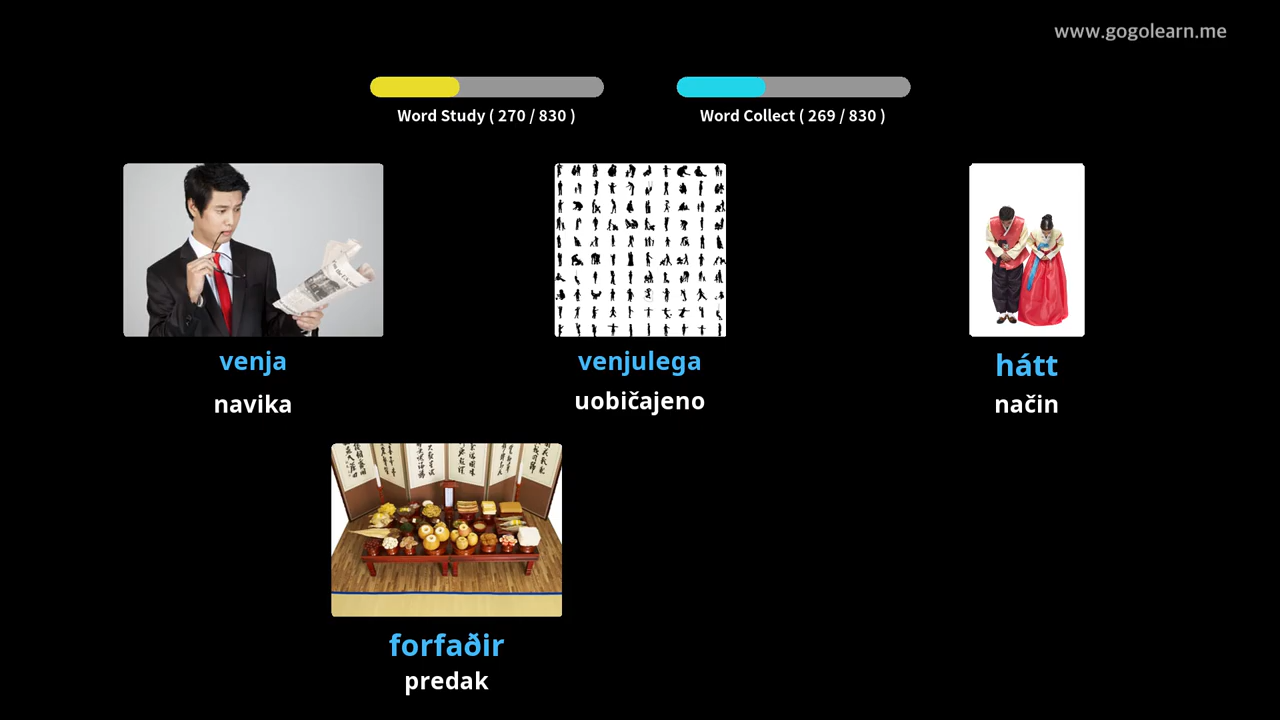 www.gogolearn.me
Word Study ( 270 / 830 )
Word Collect ( 269 / 830 )
venja
navika
venjulega
uobičajeno
hátt
način
forfaðir
predak